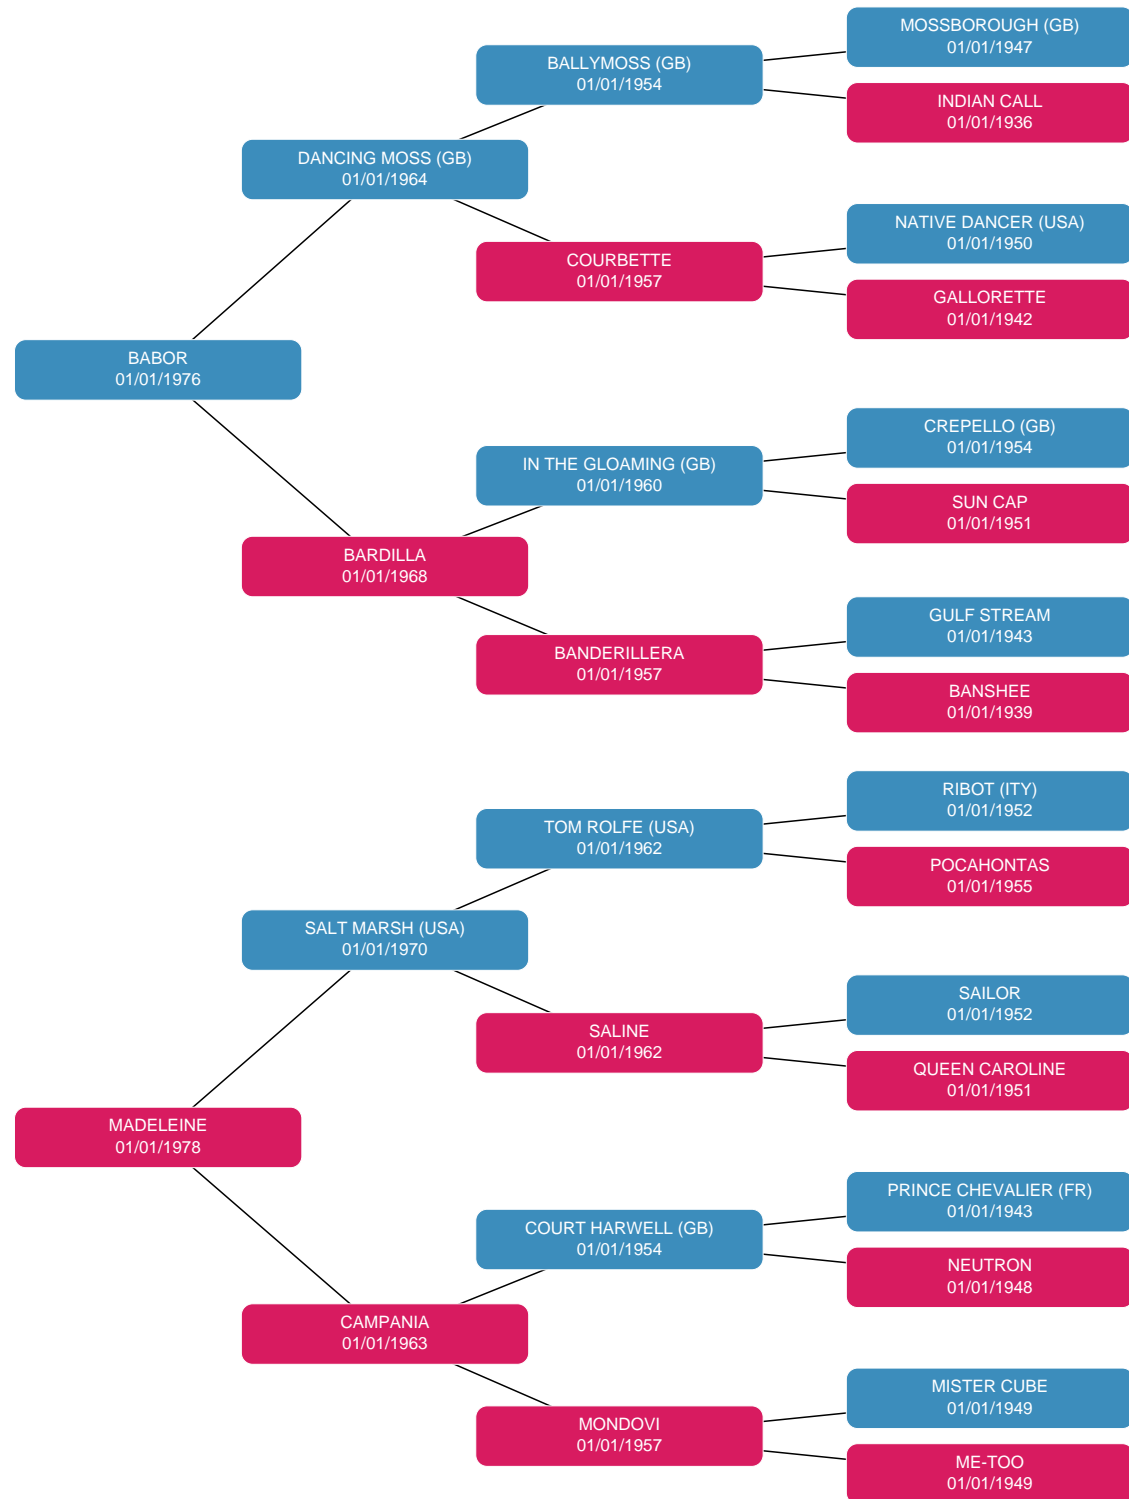 MOSSBOROUGH (GB)
01/01/1947
BALLYMOSS (GB)
01/01/1954
INDIAN CALL
01/01/1936
DANCING MOSS (GB)
01/01/1964
NATIVE DANCER (USA)
01/01/1950
COURBETTE
01/01/1957
GALLORETTE
01/01/1942
BABOR
01/01/1976
CREPELLO (GB)
01/01/1954
IN THE GLOAMING (GB)
01/01/1960
SUN CAP
01/01/1951
BARDILLA
01/01/1968
GULF STREAM
01/01/1943
BANDERILLERA
01/01/1957
BANSHEE
01/01/1939
RIBOT (ITY)
01/01/1952
TOM ROLFE (USA)
01/01/1962
POCAHONTAS
01/01/1955
SALT MARSH (USA)
01/01/1970
SAILOR
01/01/1952
SALINE
01/01/1962
QUEEN CAROLINE
01/01/1951
MADELEINE
01/01/1978
PRINCE CHEVALIER (FR)
01/01/1943
COURT HARWELL (GB)
01/01/1954
NEUTRON
01/01/1948
CAMPANIA
01/01/1963
MISTER CUBE
01/01/1949
MONDOVI
01/01/1957
ME-TOO
01/01/1949